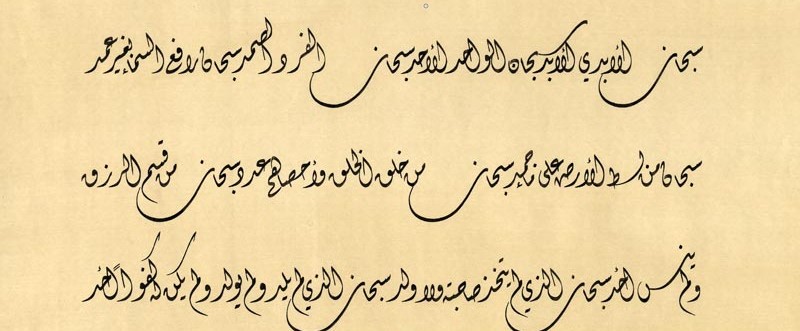 سبحان الأبدي الأبد سبحان الواحد الأحد سبحان الفرد الصمد سبحان رافع السماء بغير عمد
سبحان من بسط الأرض على ماء جمد سبحان من خلق الخلق وأحصاهم عدد سبحان من قسم الرزق
ولم ينس أحد سبحان الذي لم يتخذ صاحبة ولا ولد سبحان الذي لم يلد ولم يولد ولم يكن له كفوا أحد